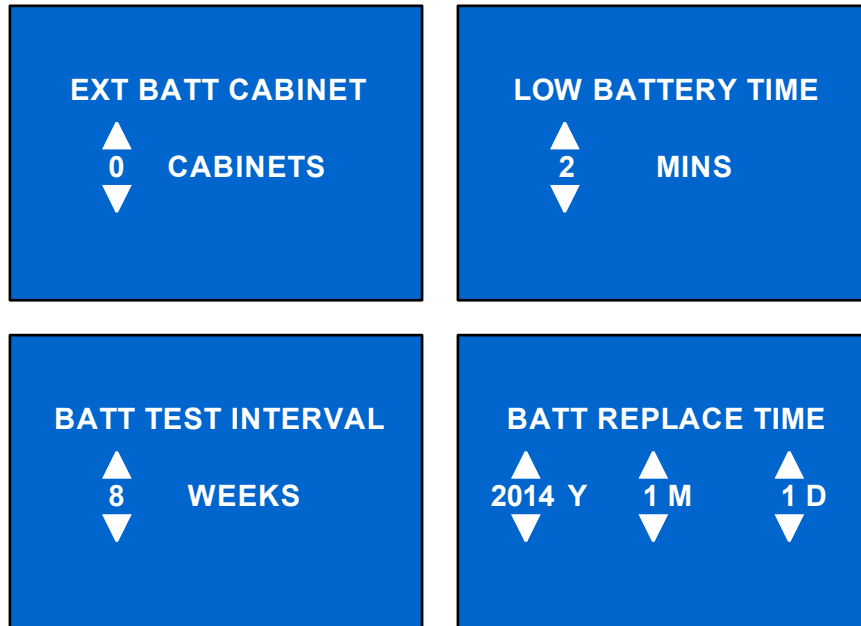 EXT BATT CABINET
0 CABINETS
LOW BATTERY TIME
2 MINS
BATT TEST INTERVAL
8 WEEKS
BATT REPLACE TIME
2014 Y 1 M 1 D